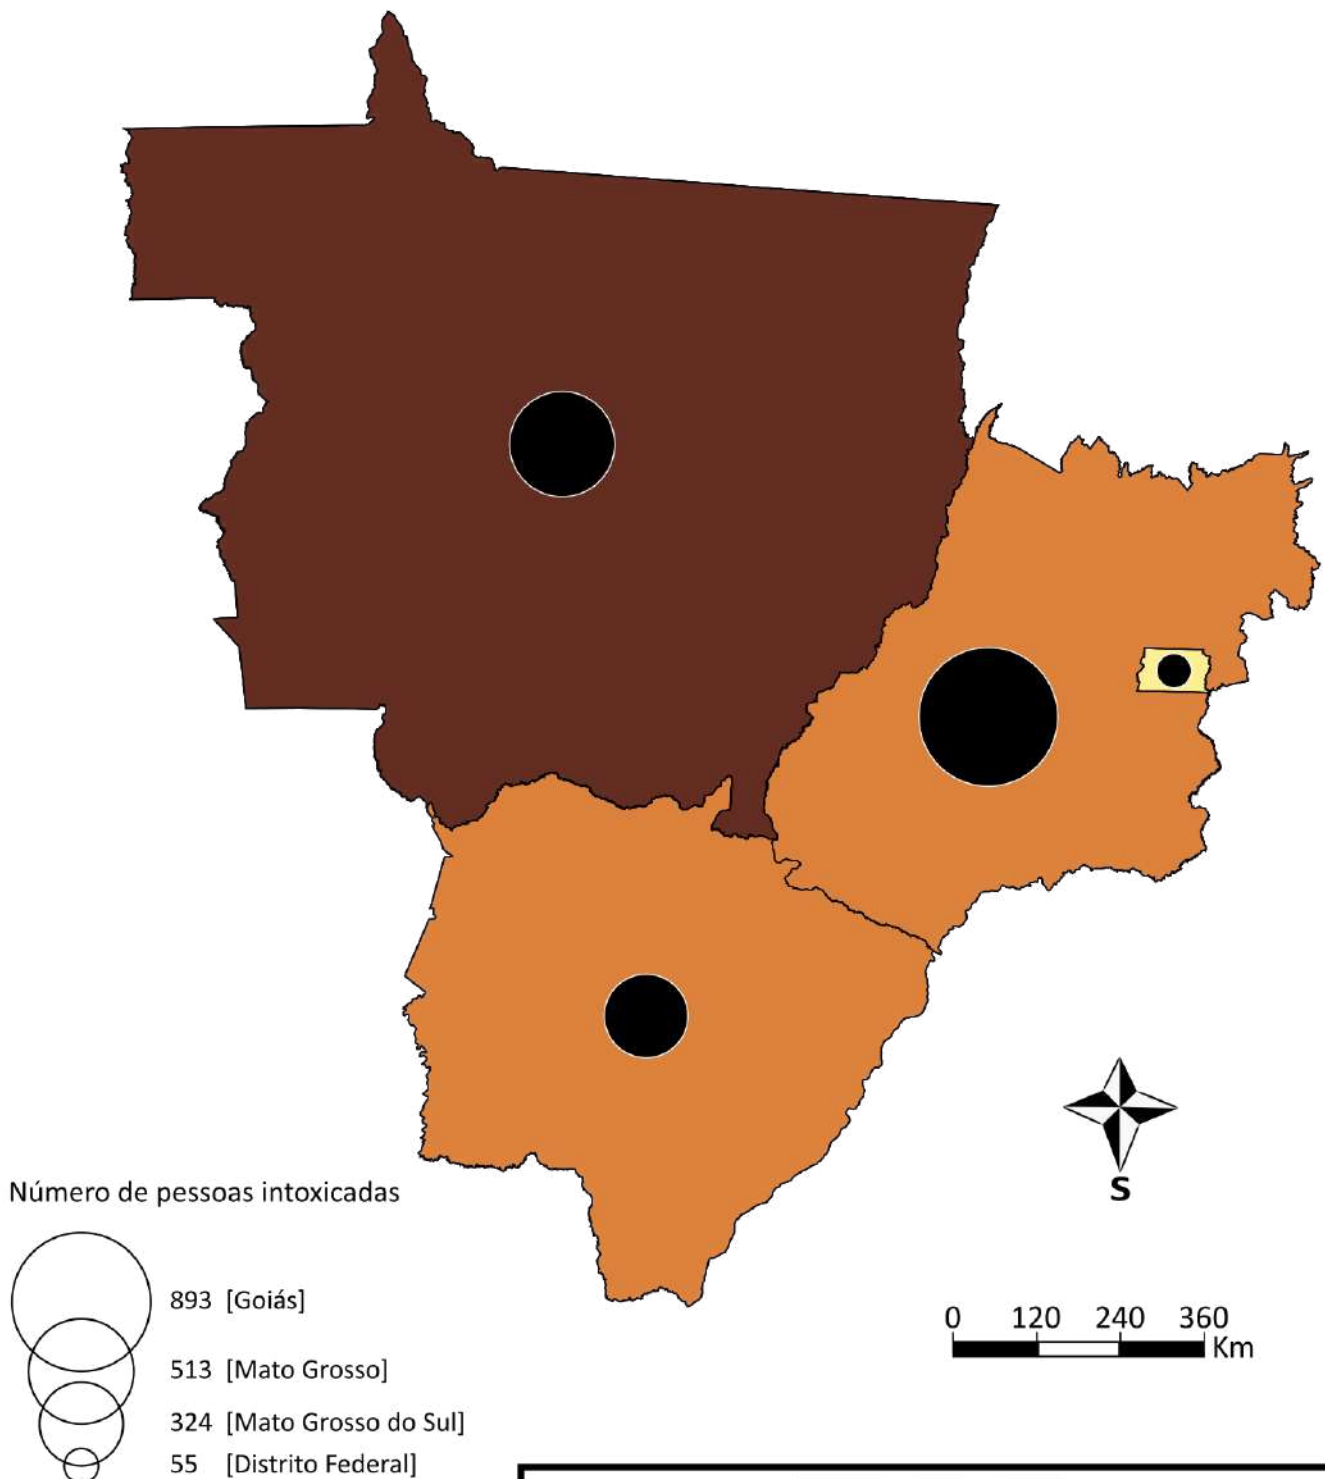 S
Número de pessoas intoxicadas
893 [Goiás]
513 [Mato Grosso]
324 [Mato Grosso do Sul]
55 [Distrito Federal]
0 120 240 360
Km